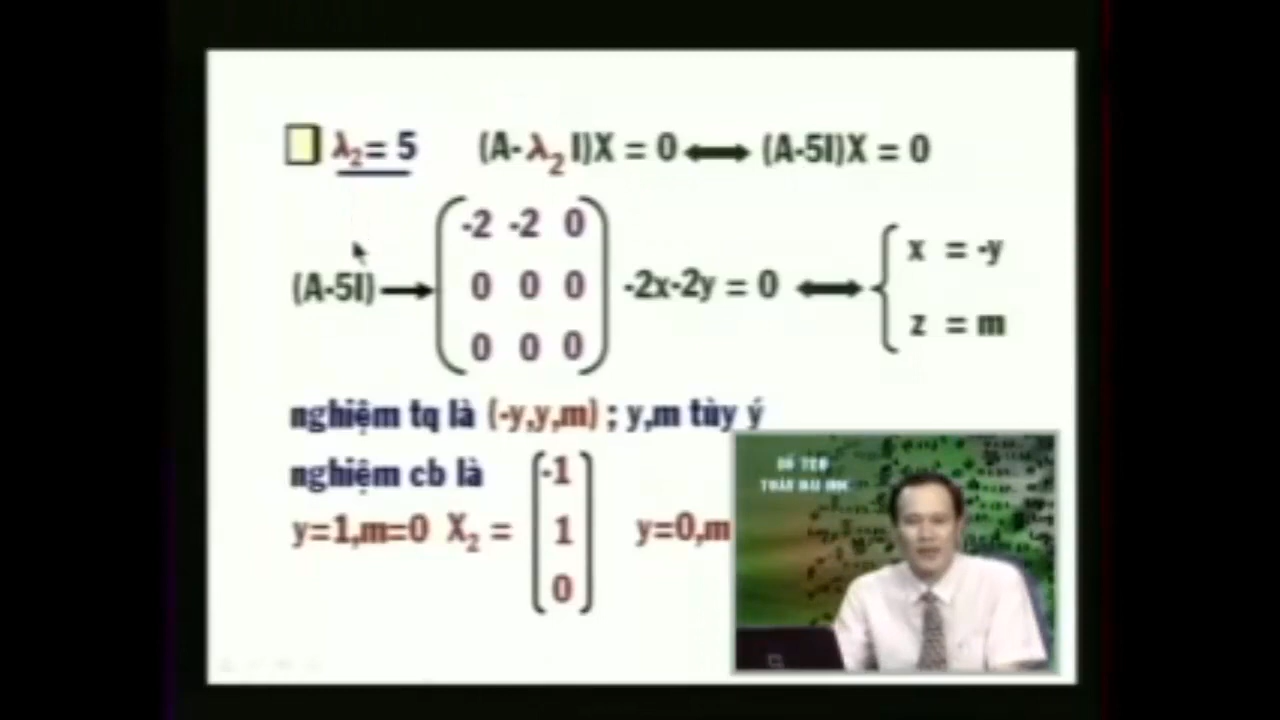 λ₂= 5 (A-λ₂I)X = 0 ⟷ (A-5I)X = 0
-2 -2 0
(A-5I) → 0 0 0 -2x-2y = 0 ⟷ x = -y
0 0 0 z = m
nghiệm tq là (-y,y,m) ; y,m tùy ý
nghiệm cb là -1
y=1,m=0 X₂ = 1 y=0,m
0